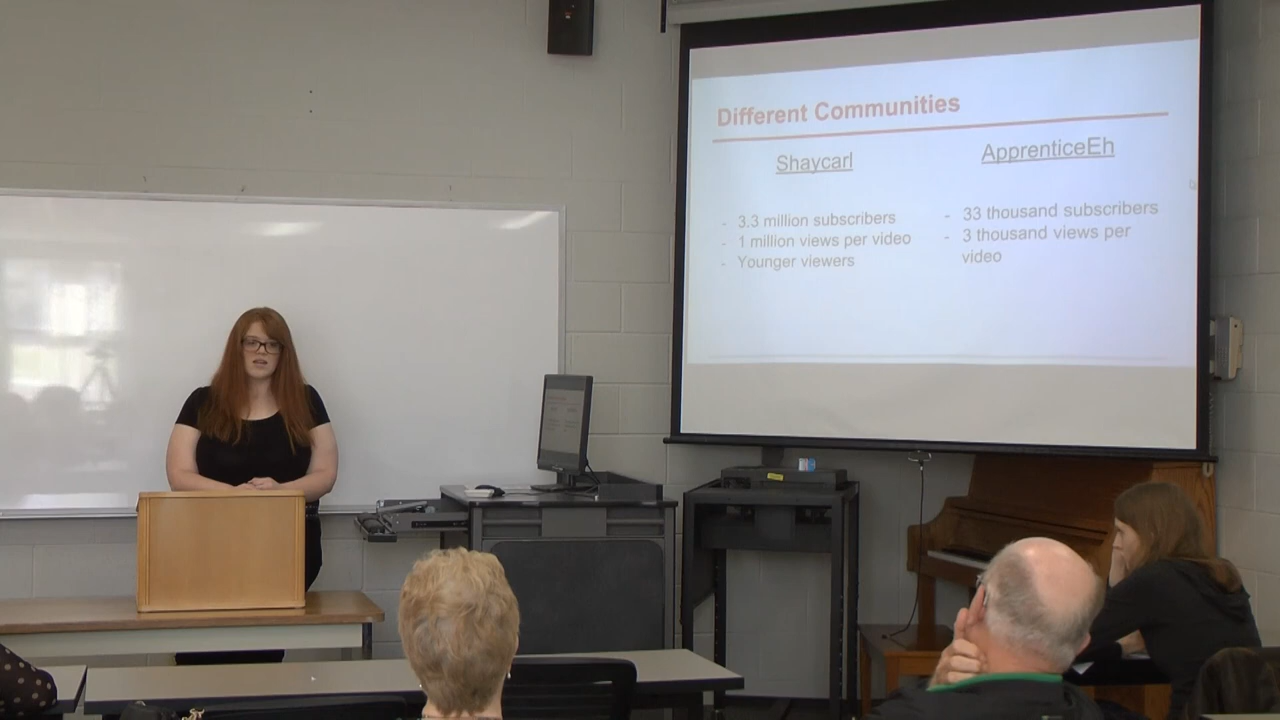 Different Communities
Shaycarl
- 3.3 million subscribers
- 1 million views per video
- Younger viewers
ApprenticeEh
- 33 thousand subscribers
- 3 thousand views per
video